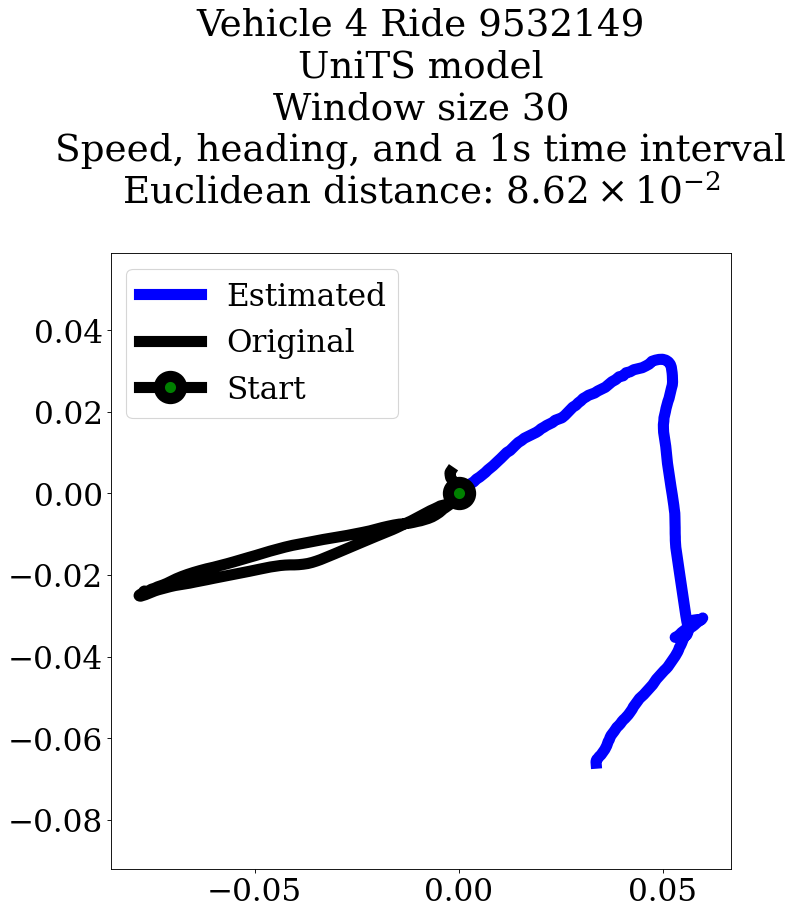 Vehicle 4 Ride 9532149
UniTS model
Window size 30
Speed, heading, and a 1s time interval
Euclidean distance: 8.62 × 10⁻²
Estimated
Original
Start
0.04
0.02
0.00
−0.02
−0.04
−0.06
−0.08
−0.05
0.00
0.05